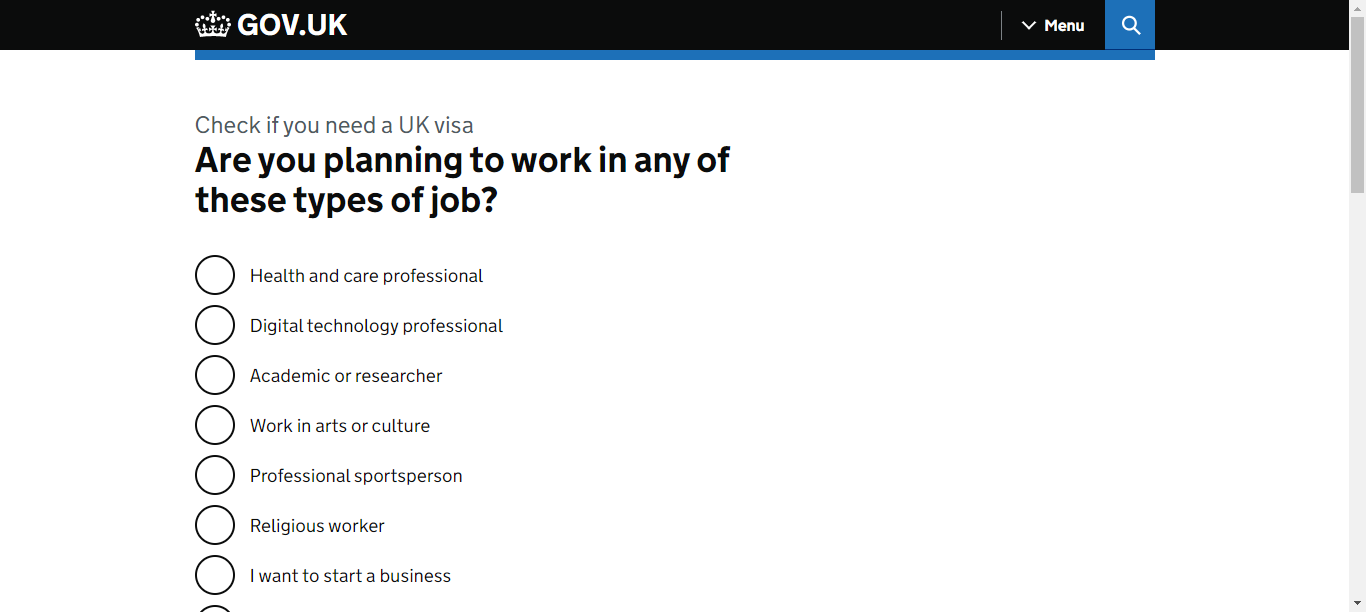 GOV.UK
Menu
Check if you need a UK visa
Are you planning to work in any of
these types of job?
Health and care professional
Digital technology professional
Academic or researcher
Work in arts or culture
Professional sportsperson
Religious worker
I want to start a business